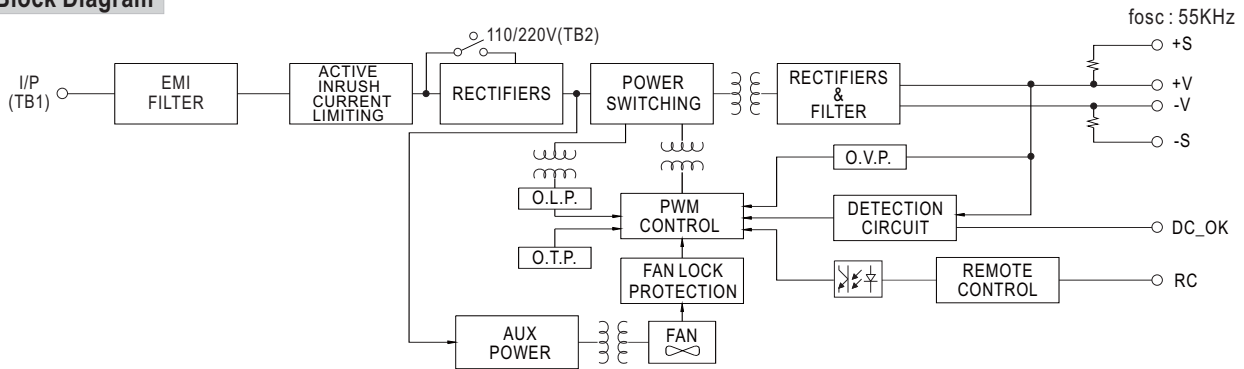 Block Diagram
fosc : 55KHz
110/220V(TB2)
+S
I/P
(TB1)
EMI
FILTER
ACTIVE
INRUSH
CURRENT
LIMITING
RECTIFIERS
POWER
SWITCHING
RECTIFIERS
&
FILTER
+V
-V
-S
O.V.P.
O.L.P.
PWM
CONTROL
DETECTION
CIRCUIT
DC_OK
O.T.P.
FAN LOCK
PROTECTION
REMOTE
CONTROL
RC
AUX
POWER
FAN